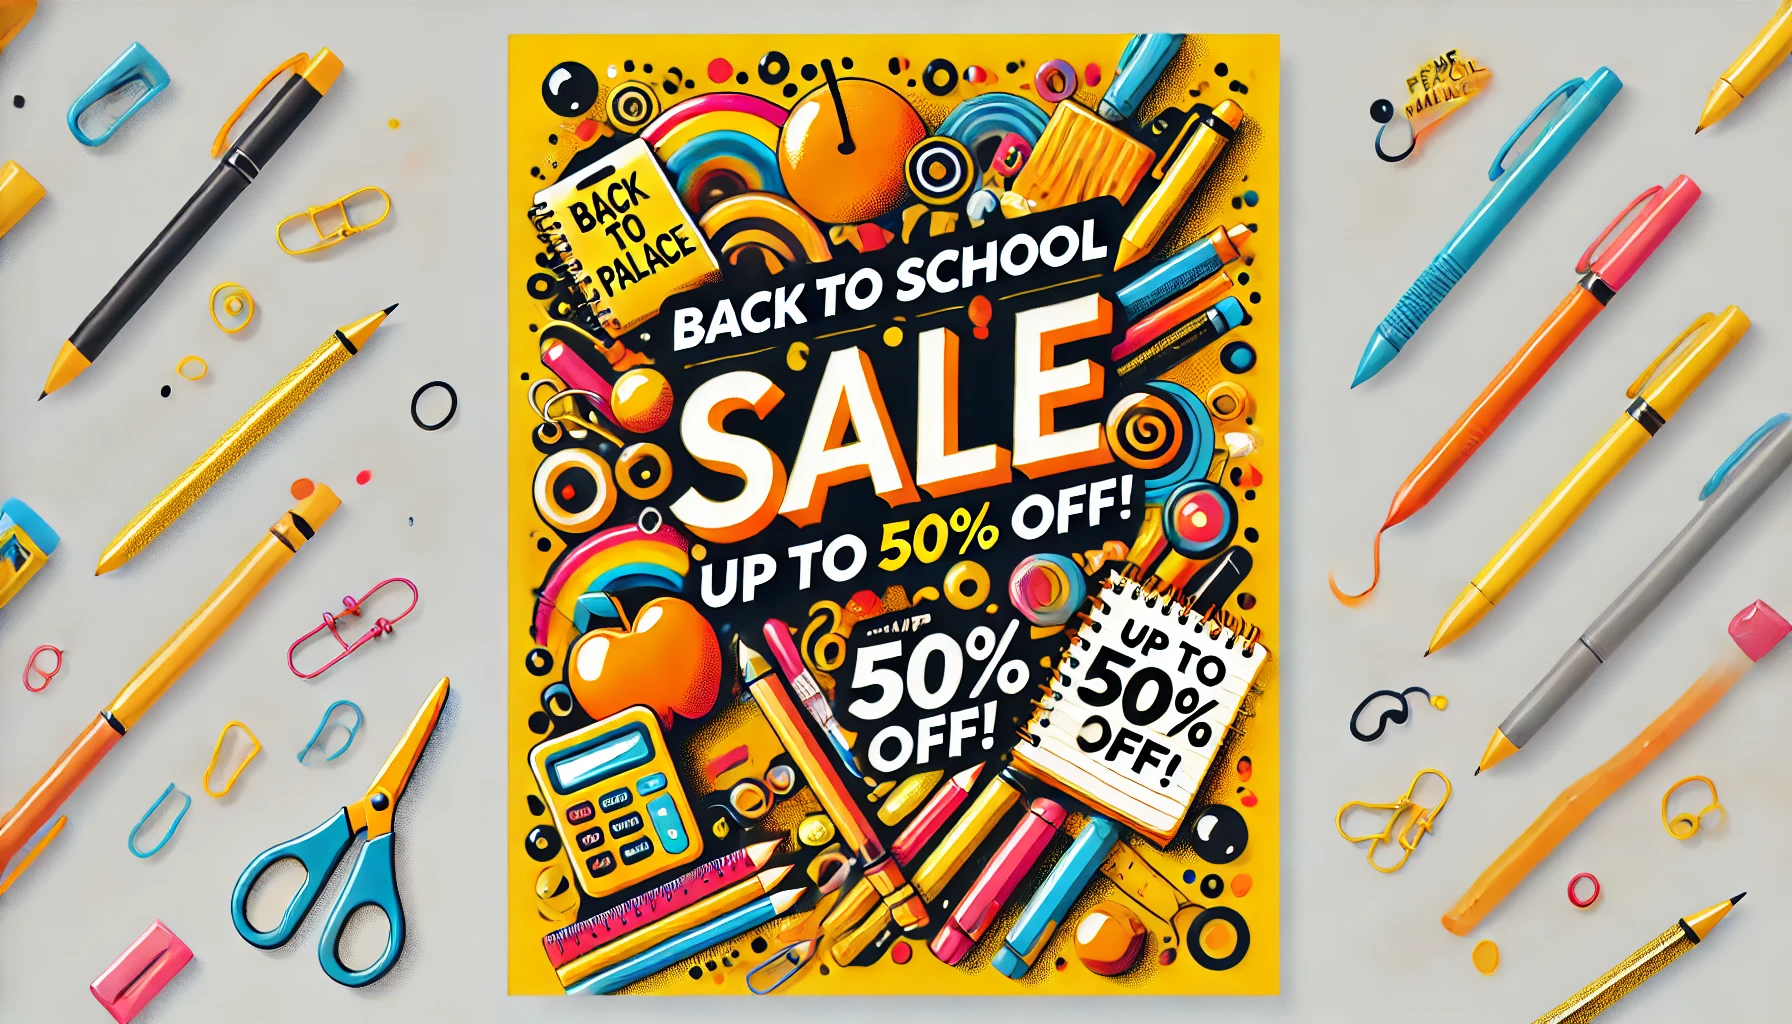 BACK
TO
PALACE
BACK TO SCHOOL
SALE
UP TO 50% OFF!
50%
OFF!
UP TO
50%
OFF!